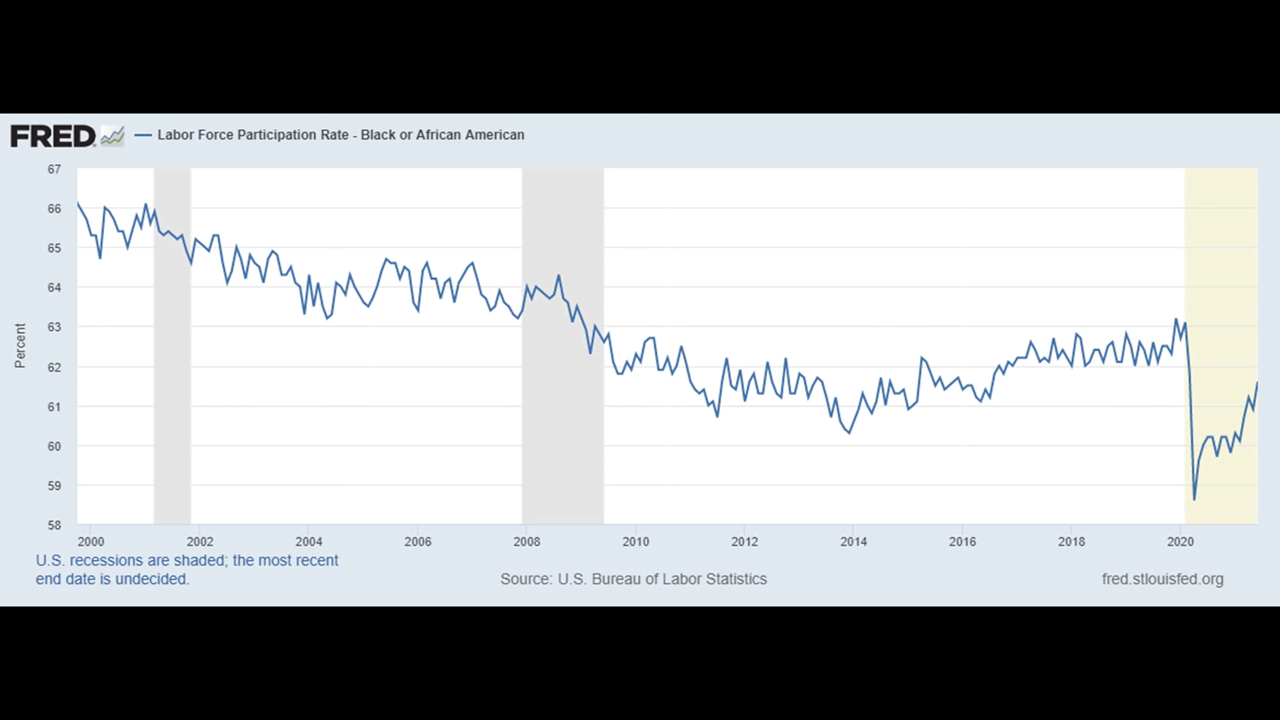 FRED
Labor Force Participation Rate - Black or African American
67
66
65
64
63
62
61
60
59
58
Percent
2000 2002 2004 2006 2008 2010 2012 2014 2016 2018 2020
U.S. recessions are shaded; the most recent
end date is undecided.
Source: U.S. Bureau of Labor Statistics
fred.stlouisfed.org